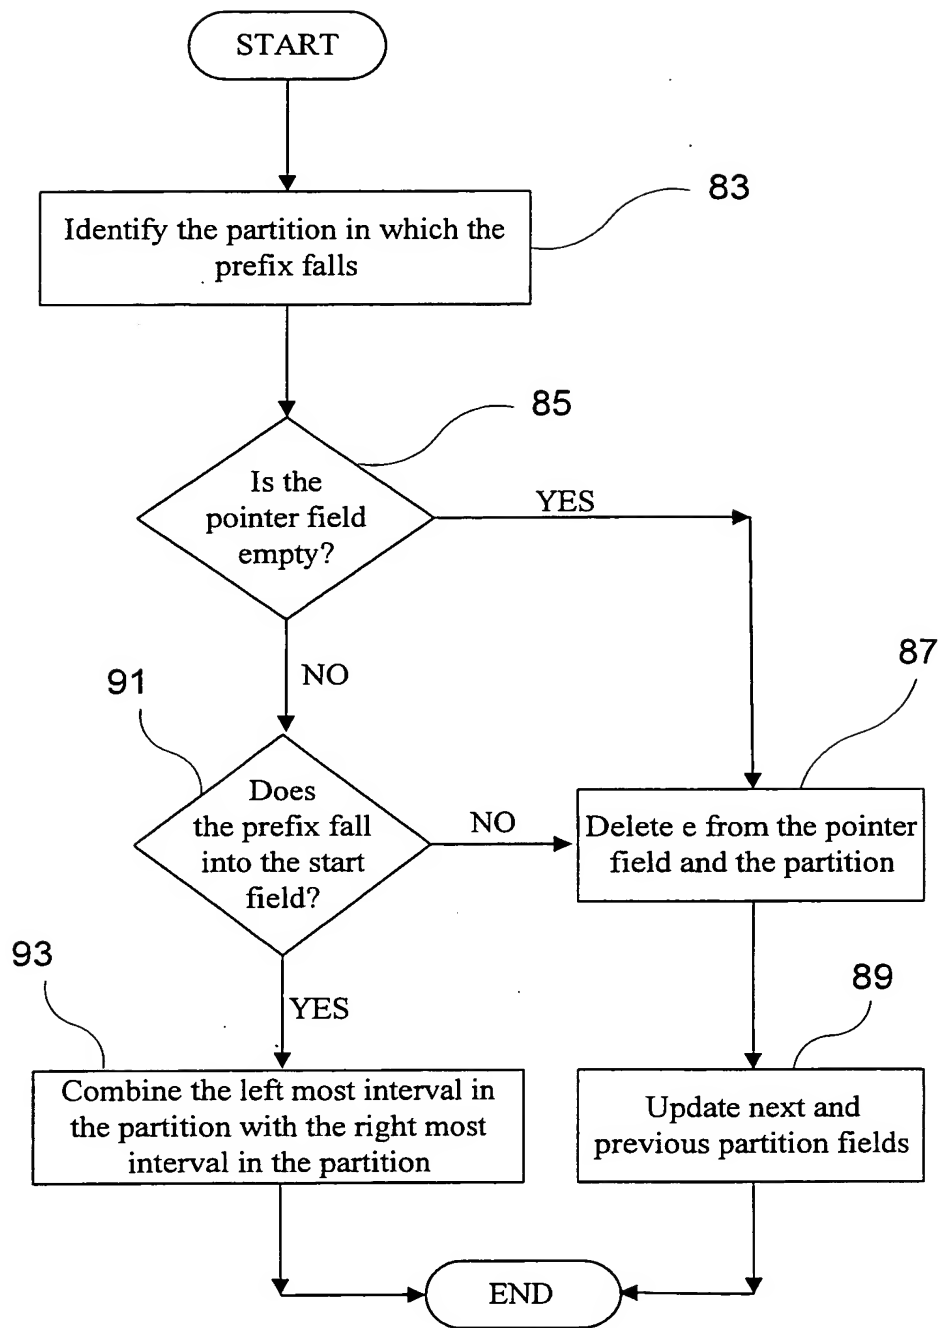 START
83
Identify the partition in which the
prefix falls
85
Is the
pointer field
empty?
YES
NO
87
91
Does
the prefix fall
into the start
field?
NO
Delete e from the pointer
field and the partition
93
YES
89
Combine the left most interval in
the partition with the right most
interval in the partition
Update next and
previous partition fields
END